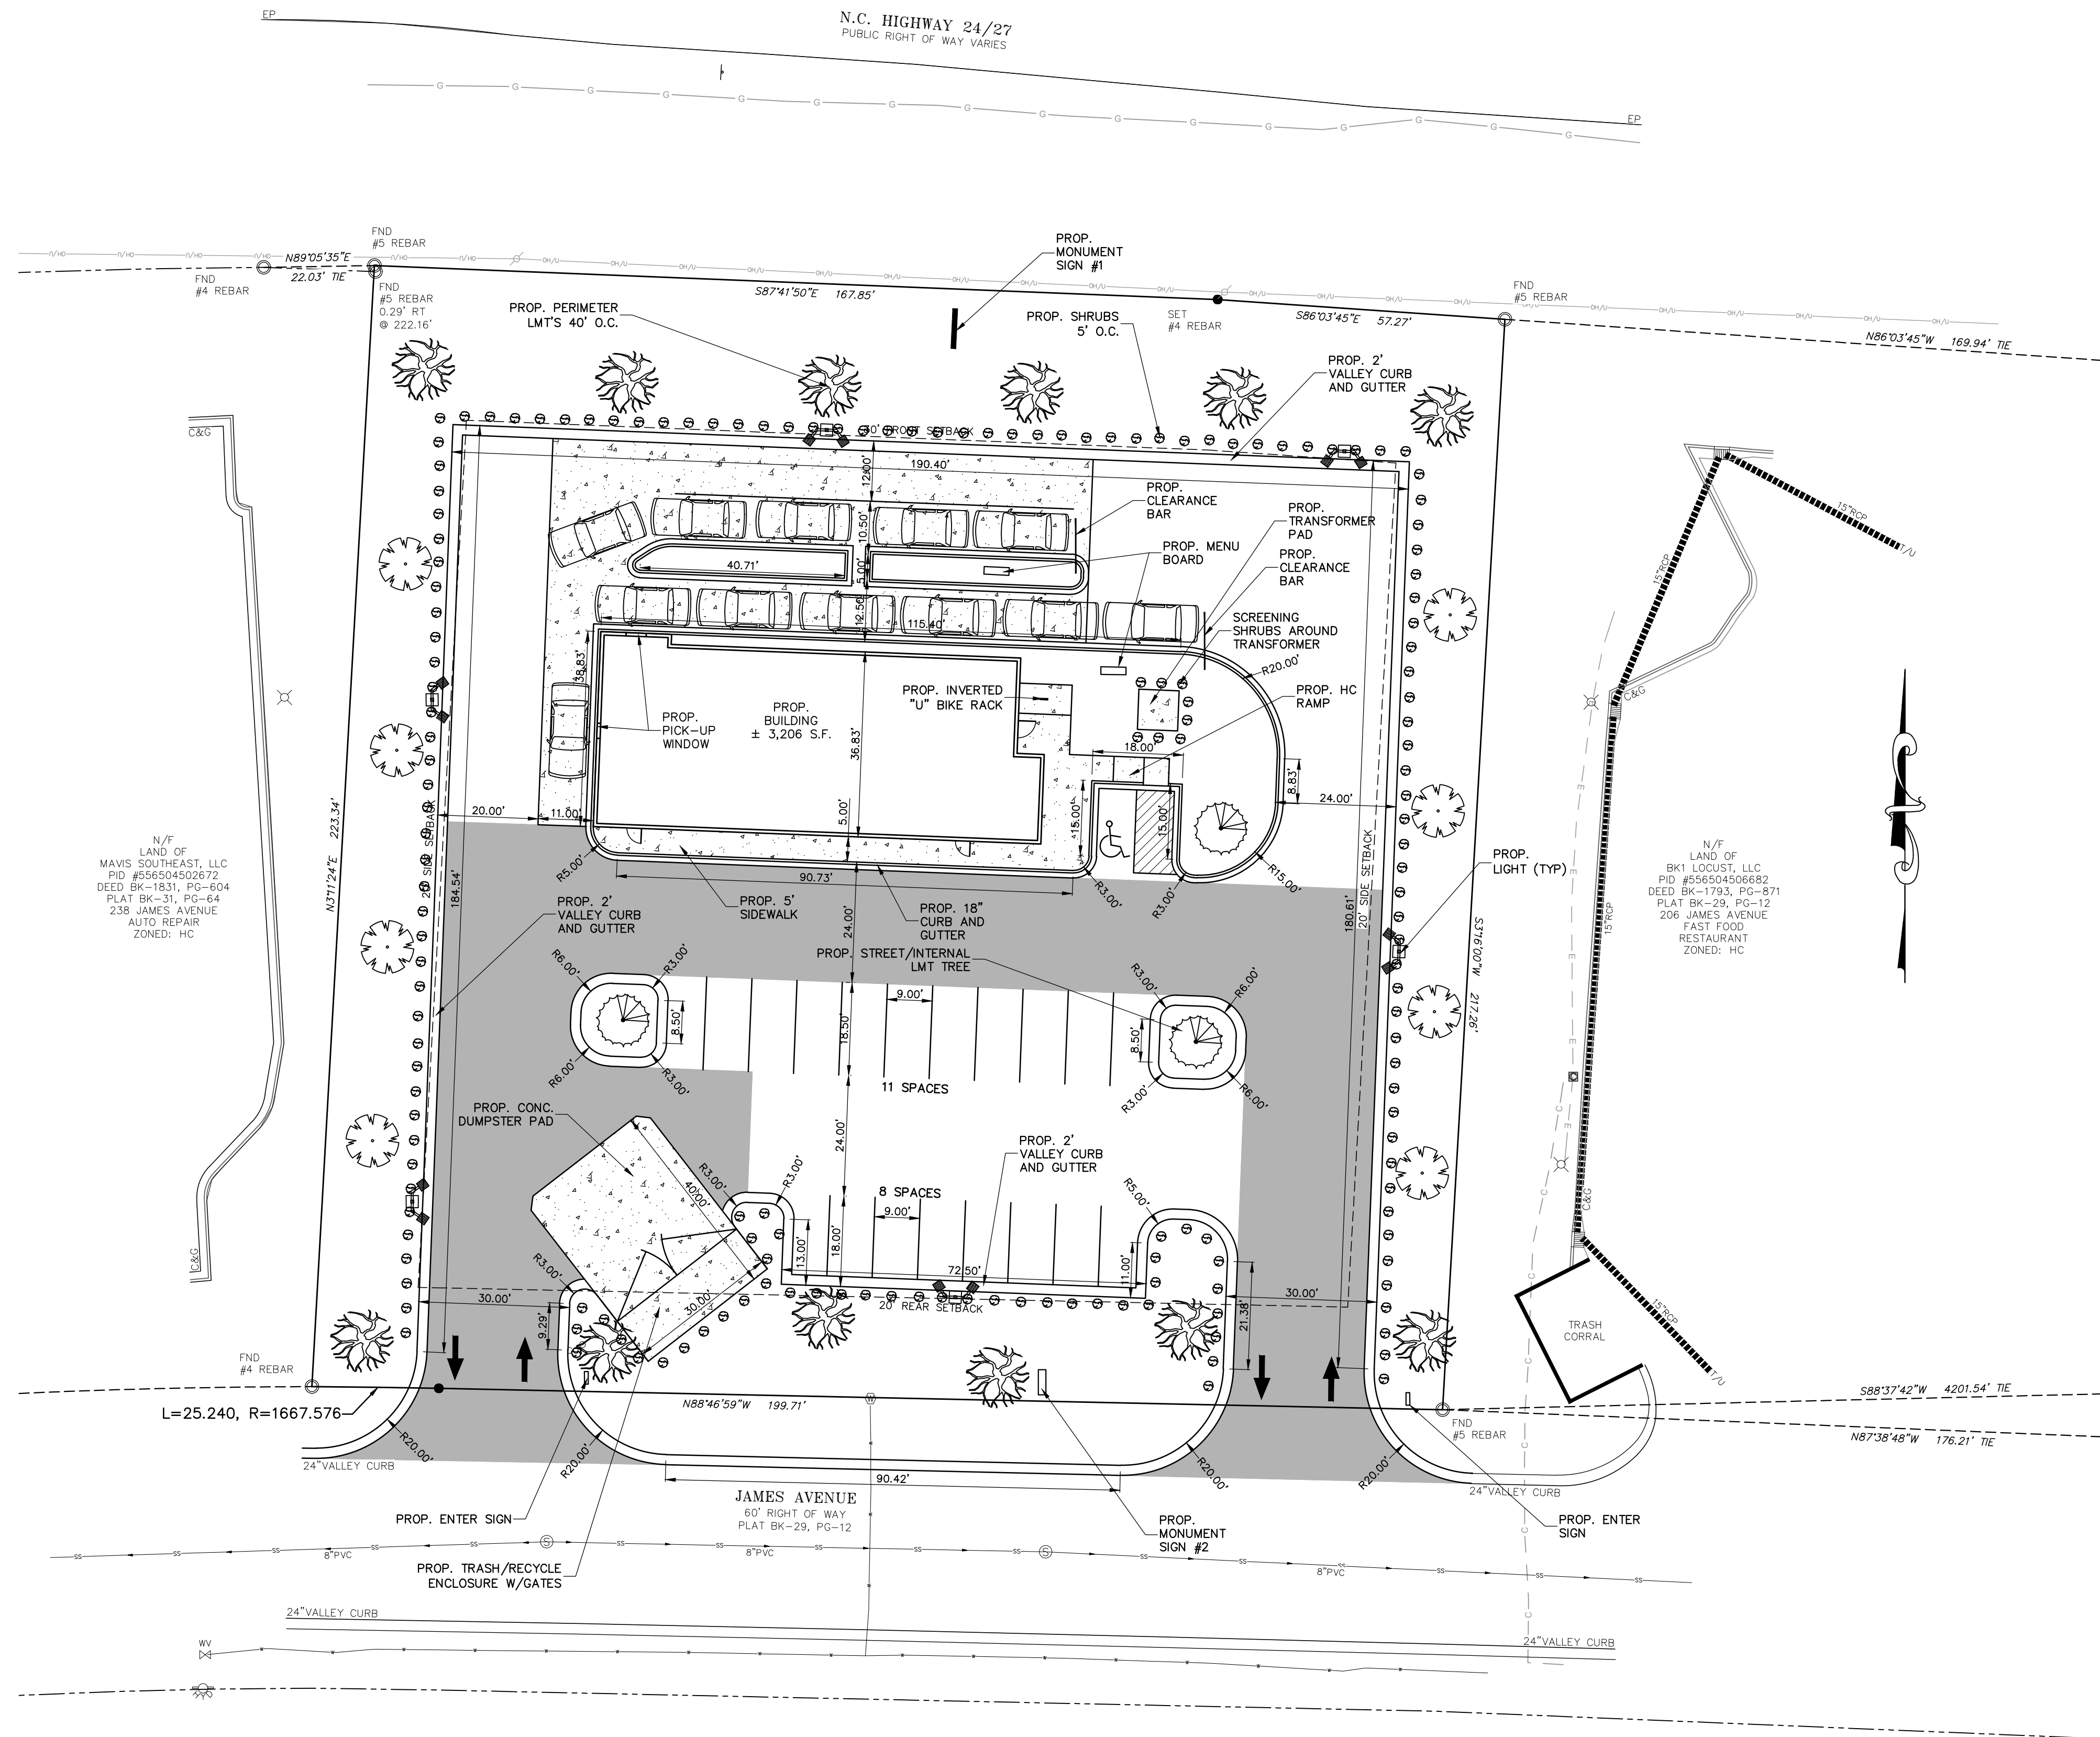 EP
N.C. HIGHWAY 24/27
PUBLIC RIGHT OF WAY VARIES
EP
FND
#5 REBAR
N89°05'35"E
22.03' TIE
FND
#4 REBAR
FND
#5 REBAR
0.29' RT
@ 222.16'
S87°41'50"E 167.85'
PROP.
MONUMENT
SIGN #1
SET
#4 REBAR
S86°03'45"E 57.27'
FND
#5 REBAR
N86°03'45"W 169.94' TIE
PROP. PERIMETER
LMT'S 40' O.C.
PROP. SHRUBS
5' O.C.
PROP. 2'
VALLEY CURB
AND GUTTER
C&G
FRONT SETBACK
190.40'
12.00'
10.50'
5.00'
12.50'
40.71'
115.40'
PROP.
CLEARANCE
BAR
PROP.
TRANSFORMER
PAD
PROP. MENU
BOARD
PROP.
CLEARANCE
BAR
SCREENING
SHRUBS AROUND
TRANSFORMER
15"RCP
15"RCP
T/U
C&G
38.83'
R20.00'
PROP. INVERTED
"U" BIKE RACK
PROP. HC
RAMP
PROP.
PICK-UP
WINDOW
PROP.
BUILDING
± 3,206 S.F.
36.83'
18.00'
8.83'
24.00'
20.00'
11.00'
5.00'
15.00'
15.00'
R5.00'
90.73'
R3.00'
R3.00'
R15.00'
N3°11'24"E 223.34'
20' SIDE SETBACK
184.54'
N/F
LAND OF
MAVIS SOUTHEAST, LLC
PID #556504502672
DEED BK-1831, PG-604
PLAT BK-31, PG-64
238 JAMES AVENUE
AUTO REPAIR
ZONED: HC
PROP. 2'
VALLEY CURB
AND GUTTER
PROP. 5'
SIDEWALK
PROP. 18"
CURB AND
GUTTER
24.00'
PROP. STREET/INTERNAL
LMT TREE
180.61'
20' SIDE SETBACK
PROP.
LIGHT (TYP)
S3°16'00"W 217.26'
15"RCP
N/F
LAND OF
BK1 LOCUST, LLC
PID #556504506682
DEED BK-1793, PG-871
PLAT BK-29, PG-12
206 JAMES AVENUE
FAST FOOD
RESTAURANT
ZONED: HC
R6.00'
R3.00'
8.50'
R6.00'
R3.00'
9.00'
18.50'
11 SPACES
R3.00'
R6.00'
8.50'
R3.00'
R6.00'
PROP. CONC.
DUMPSTER PAD
24.00'
PROP. 2'
VALLEY CURB
AND GUTTER
R3.00'
R3.00'
40.00'
8 SPACES
9.00'
18.00'
13.00'
R5.00'
11.00'
72.50'
R3.00'
30.00'
30.00'
9.29'
20' REAR SETBACK
30.00'
21.38'
C&G
C&G
15"RCP
T/U
TRASH
CORRAL
FND
#4 REBAR
L=25.240, R=1667.576
N88°46'59"W 199.71'
W
FND
#5 REBAR
S88°37'42"W 4201.54' TIE
N87°38'48"W 176.21' TIE
R20.00'
24"VALLEY CURB
R20.00'
90.42'
R20.00'
R20.00'
24"VALLEY CURB
JAMES AVENUE
60' RIGHT OF WAY
PLAT BK-29, PG-12
PROP. ENTER SIGN
PROP.
MONUMENT
SIGN #2
PROP. ENTER
SIGN
PROP. TRASH/RECYCLE
ENCLOSURE W/GATES
8"PVC
8"PVC
8"PVC
24"VALLEY CURB
24"VALLEY CURB
WV